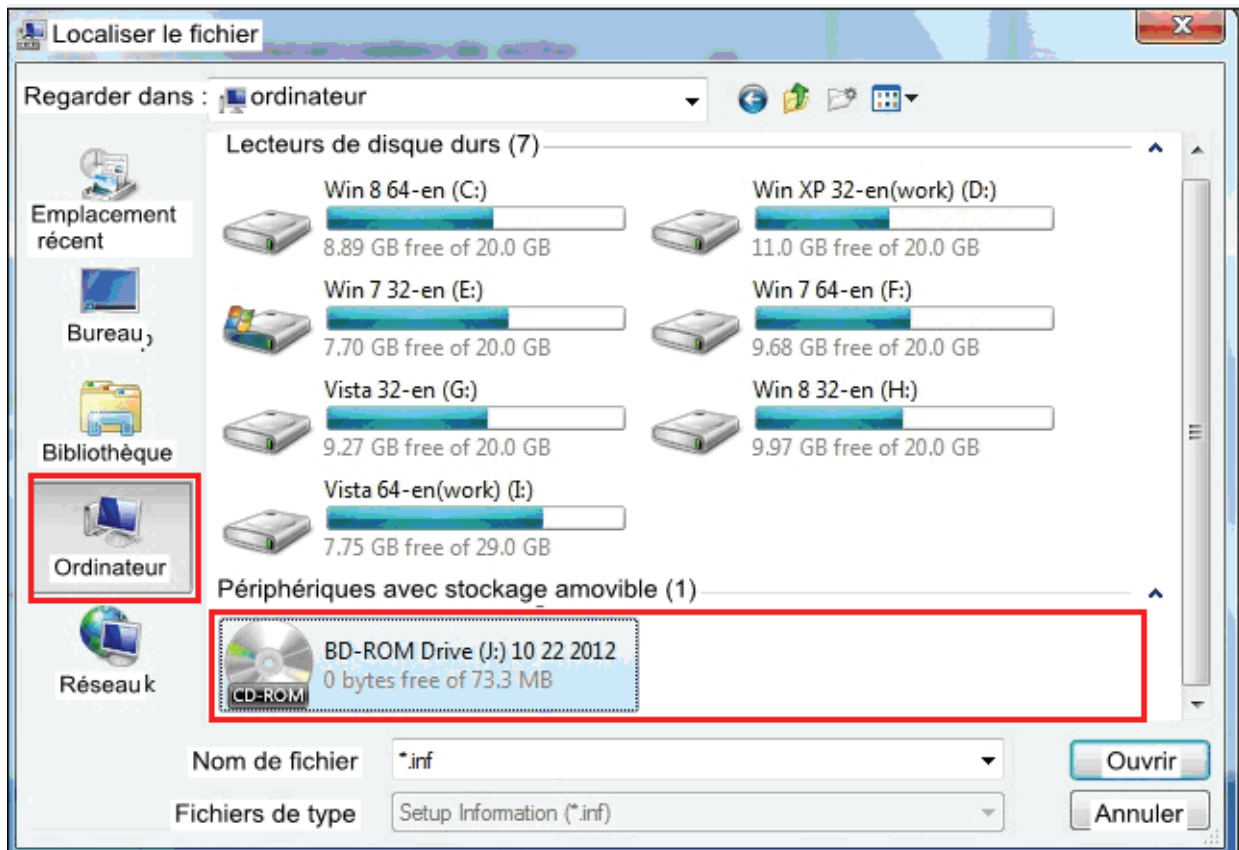 Localiser le fichier
X
Regarder dans : ordinateur
Lecteurs de disque durs (7)
Emplacement
récent
Bureau,
Bibliothèque
Ordinateur
Réseauk
Win 8 64-en (C:)
8.89 GB free of 20.0 GB
Win XP 32-en(work) (D:)
11.0 GB free of 20.0 GB
Win 7 32-en (E:)
7.70 GB free of 20.0 GB
Win 7 64-en (F:)
9.68 GB free of 20.0 GB
Vista 32-en (G:)
9.27 GB free of 20.0 GB
Win 8 32-en (H:)
9.97 GB free of 20.0 GB
Vista 64-en(work) (I:)
7.75 GB free of 29.0 GB
Périphériques avec stockage amovible (1)
CD-ROM
BD-ROM Drive (J:) 10 22 2012
0 bytes free of 73.3 MB
Nom de fichier
*.inf
Ouvrir
Fichiers de type
Setup Information (*.inf)
Annuler